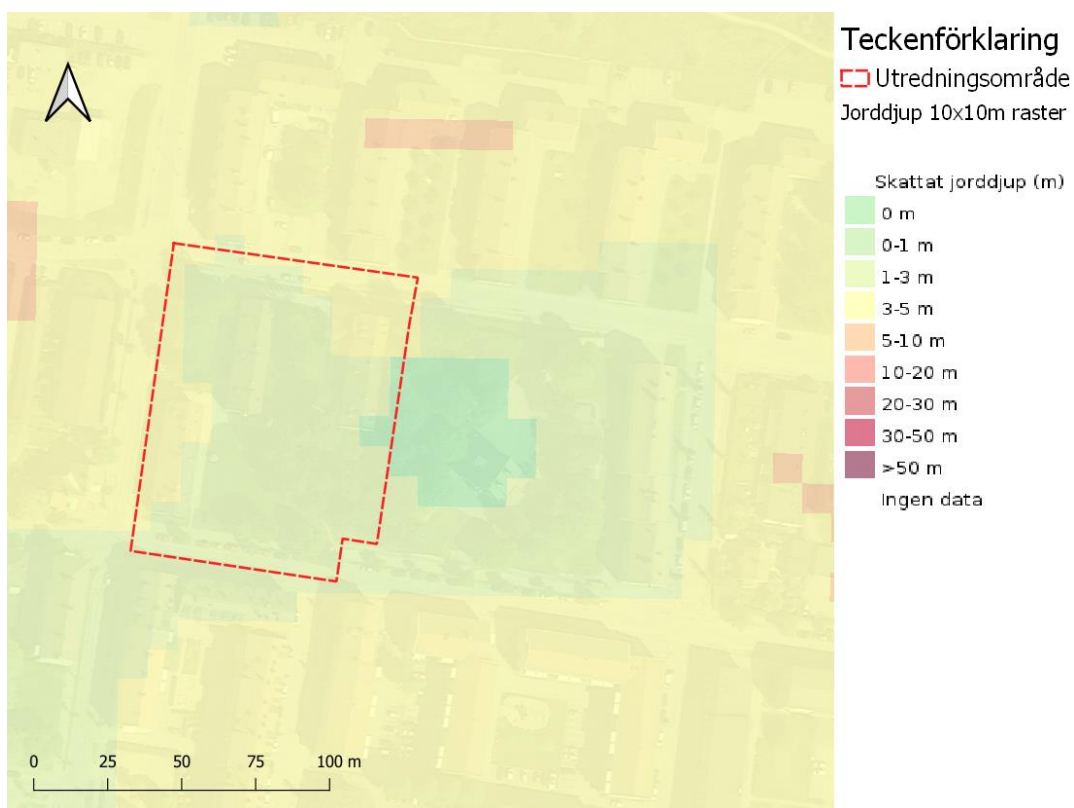 Teckenförklaring
Utredningsområde
Jorddjup 10x10m raster
Skattat jorddjup (m)
0 m
0-1 m
1-3 m
3-5 m
5-10 m
10-20 m
20-30 m
30-50 m
>50 m
Ingen data
0 25 50 75 100 m